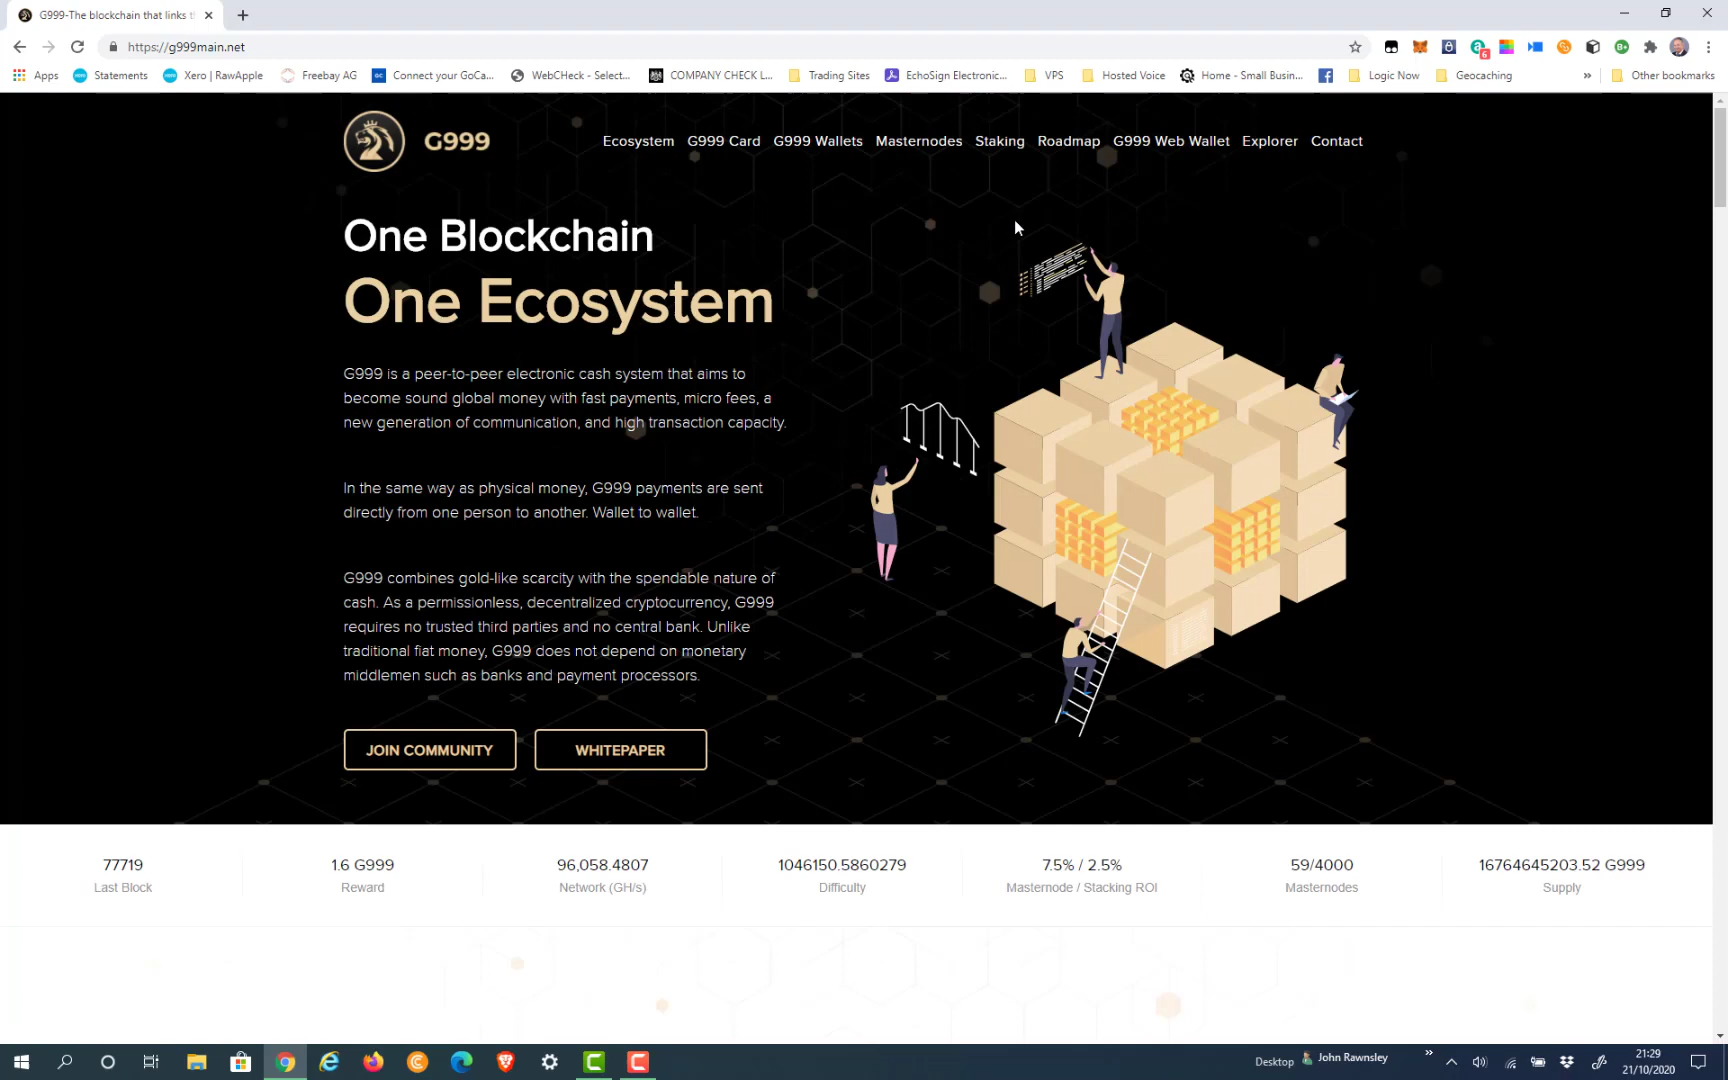 G999-The blockchain that links t
https://g999main.net
6
Apps
Statements
Xero | RawApple
Freebay AG
Connect your GoCa...
WebCHeck - Select...
COMPANY CHECK L...
Trading Sites
EchoSign Electronic...
VPS
Hosted Voice
Home - Small Busin...
Logic Now
Geocaching
Other bookmarks
G999
Ecosystem G999 Card G999 Wallets Masternodes Staking Roadmap G999 Web Wallet Explorer Contact
One Blockchain
One Ecosystem
G999 is a peer-to-peer electronic cash system that aims to
become sound global money with fast payments, micro fees, a
new generation of communication, and high transaction capacity.
In the same way as physical money, G999 payments are sent
directly from one person to another. Wallet to wallet.
G999 combines gold-like scarcity with the spendable nature of
cash. As a permissionless, decentralized cryptocurrency, G999
requires no trusted third parties and no central bank. Unlike
traditional fiat money, G999 does not depend on monetary
middlemen such as banks and payment processors.
JOIN COMMUNITY
WHITEPAPER
77719
Last Block
1.6 G999
Reward
96,058.4807
Network (GH/s)
1046150.5860279
Difficulty
7.5% / 2.5%
Masternode / Stacking ROI
59/4000
Masternodes
16764645203.52 G999
Supply
Desktop
John Rawnsley
21:29
21/10/2020